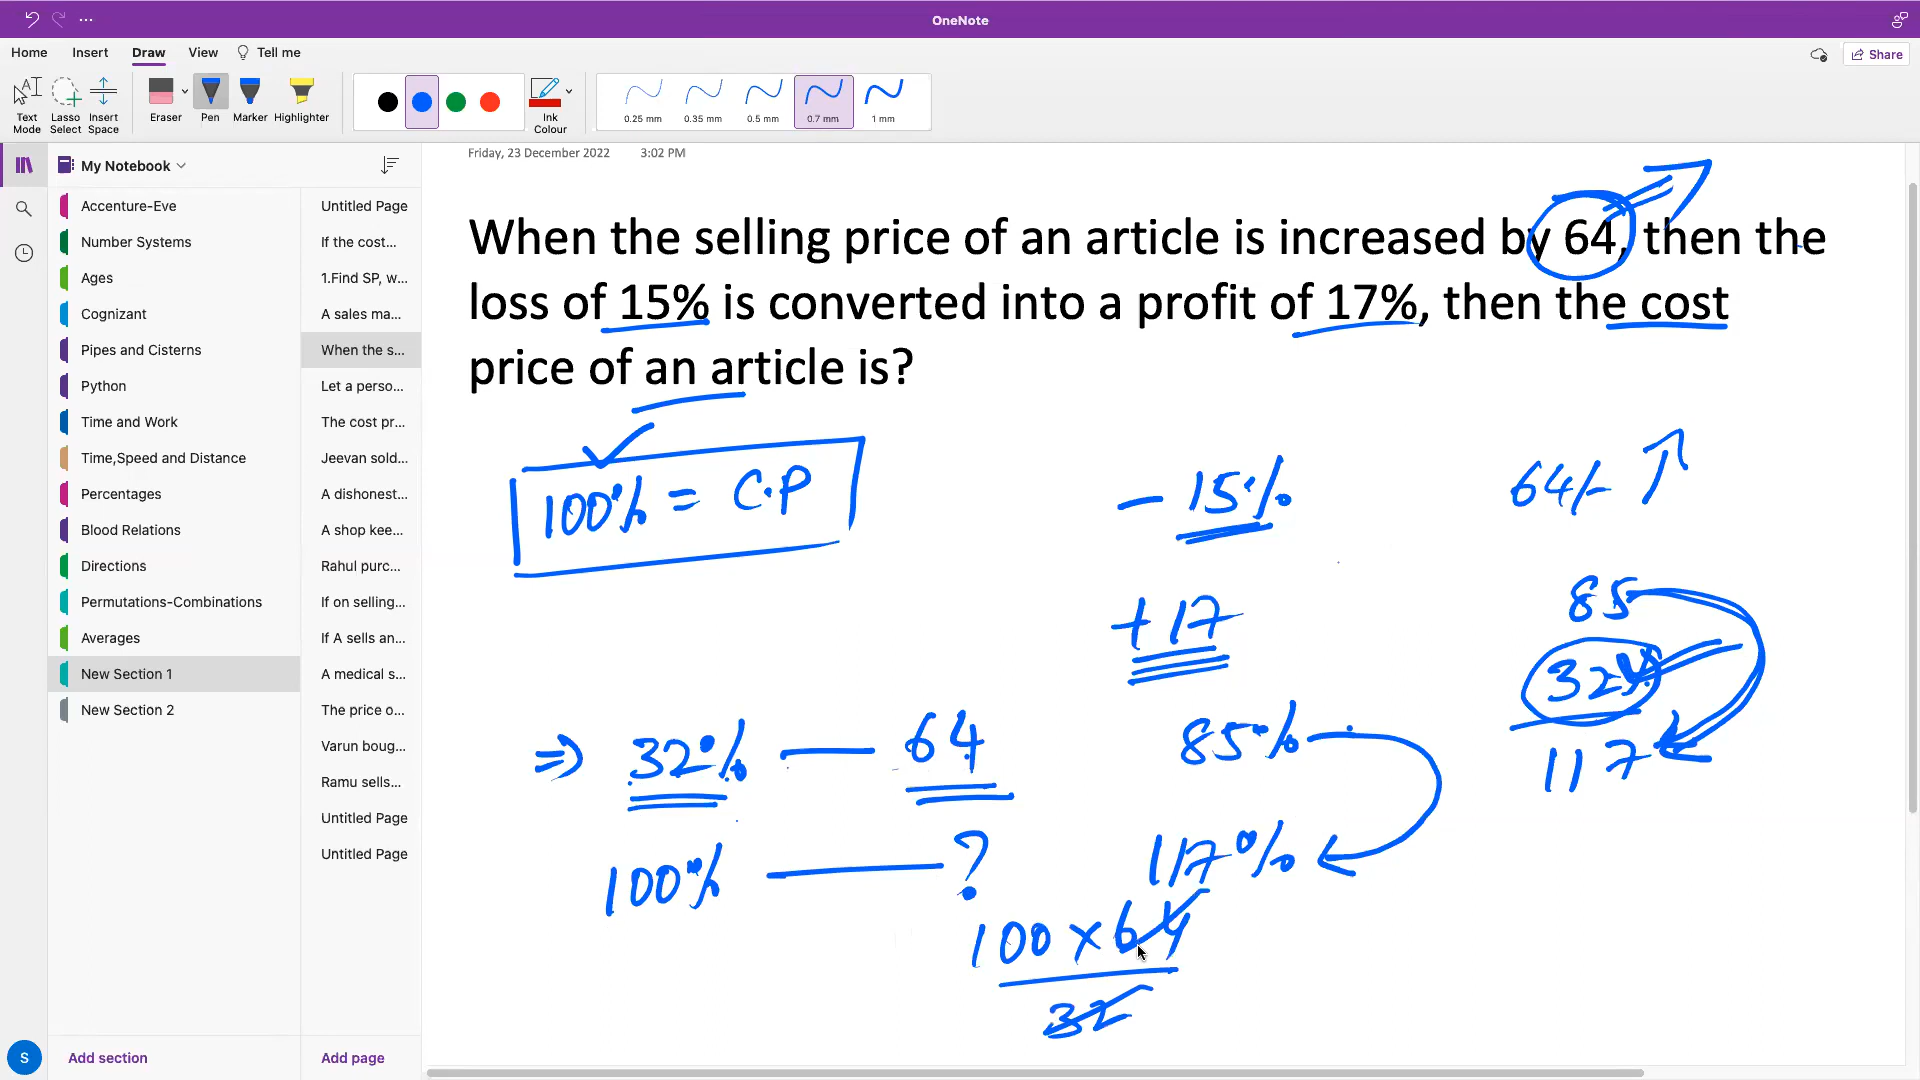 OneNote
Home Insert Draw View Tell me Share
Text Mode Lasso Select Insert Space Eraser Pen Marker Highlighter Ink Colour 0.25 mm 0.35 mm 0.5 mm 0.7 mm 1 mm
My Notebook
Accenture-Eve
Number Systems
Ages
Cognizant
Pipes and Cisterns
Python
Time and Work
Time,Speed and Distance
Percentages
Blood Relations
Directions
Permutations-Combinations
Averages
New Section 1
New Section 2
Add section
S
Untitled Page
If the cost...
1.Find SP, w...
A sales ma...
When the s...
Let a perso...
The cost pr...
Jeevan sold...
A dishonest...
A shop kee...
Rahul purc...
If on selling...
If A sells an...
A medical s...
The price o...
Varun boug...
Ramu sells...
Untitled Page
Untitled Page
Add page
Friday, 23 December 2022 3:02 PM
When the selling price of an article is increased by 64, then the
loss of 15% is converted into a profit of 17%, then the cost
price of an article is?
100% = C.P
- 15%
64/-
+ 17
85
32%
117
⇒ 32% — 64
85%
100% — ?
117%
100 × 64
32